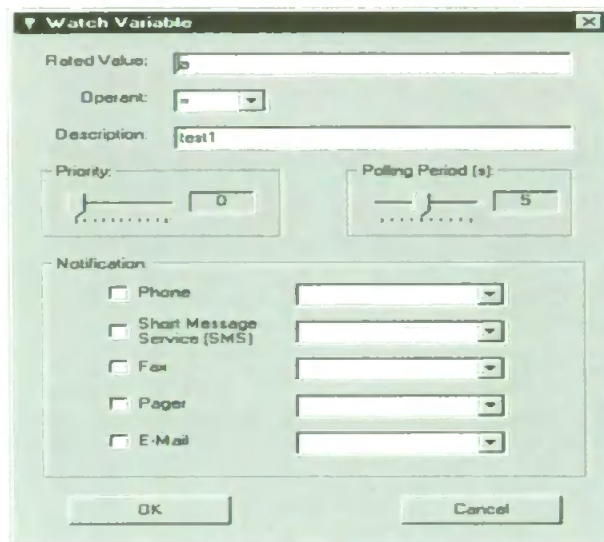 Watch Variable
Rated Value:
Operant: =
Description: test1
Priority: Polling Period (s):
0 5
Notification
Phone
Short Message
Service (SMS)
Fax
Pager
E-Mail
OK Cancel